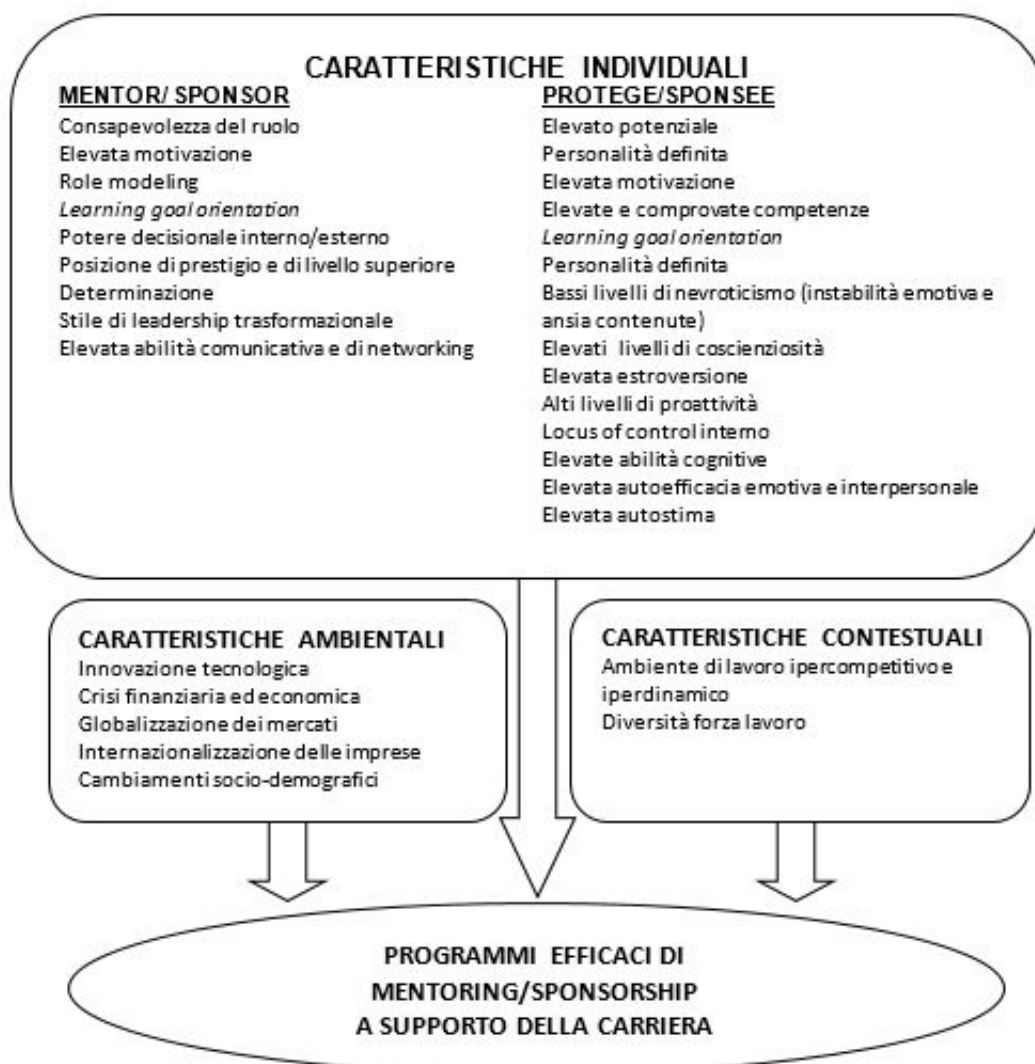 CARATTERISTICHE INDIVIDUALI
MENTOR/ SPONSOR
Consapevolezza del ruolo
Elevata motivazione
Role modeling
Learning goal orientation
Potere decisionale interno/esterno
Posizione di prestigio e di livello superiore
Determinazione
Stile di leadership trasformazionale
Elevata abilità comunicativa e di networking
PROTEGE/SPONSEE
Elevato potenziale
Personalità definita
Elevata motivazione
Elevate e comprovate competenze
Learning goal orientation
Personalità definita
Bassi livelli di nevroticismo (instabilità emotiva e
ansia contenute)
Elevati livelli di coscienziosità
Elevata estroversione
Alti livelli di proattività
Locus of control interno
Elevate abilità cognitive
Elevata autoefficacia emotiva e interpersonale
Elevata autostima
CARATTERISTICHE AMBIENTALI
Innovazione tecnologica
Crisi finanziaria ed economica
Globalizzazione dei mercati
Internazionalizzazione delle imprese
Cambiamenti socio-demografici
CARATTERISTICHE CONTESTUALI
Ambiente di lavoro ipercompetitivo e
iperdinamico
Diversità forza lavoro
PROGRAMMI EFFICACI DI
MENTORING/SPONSORSHIP
A SUPPORTO DELLA CARRIERA